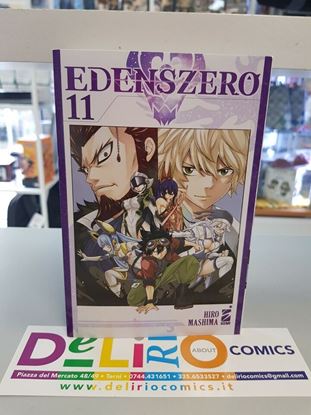 EDENSZERO
11
HIRO
MASHIMA
DeLiRiO
ABOUT
COMICS
Piazza del Mercato 48/49 - Terni / 0744.431651 - 335.6533527 deliriocomics@gmail.com
www.deliriocomics.it